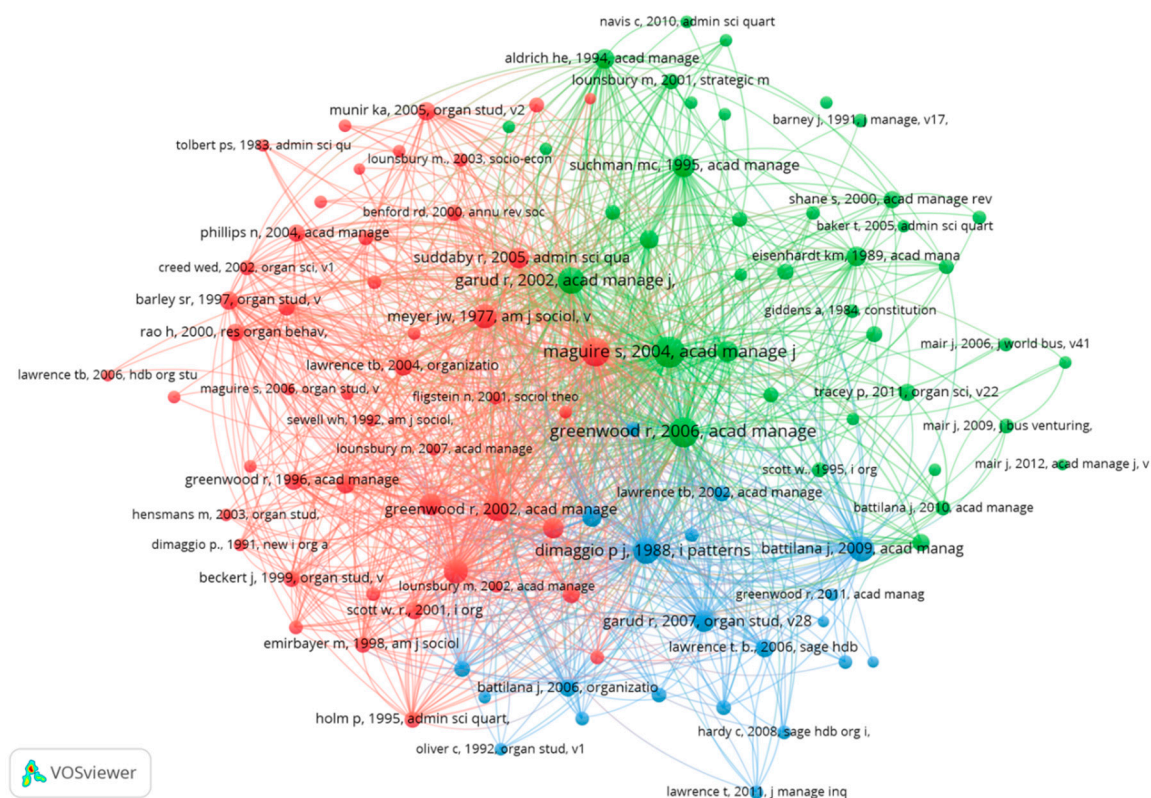 navis c, 2010, admin sci quart
aldrich he, 1994, acad manage
lounsbury m, 2001, strategic m
munir ka, 2005, organ stud, v2
barney j, 1991, j manage, v17,
tolbert ps, 1983, admin sci qu
lounsbury m., 2003, socio-econ
suchman mc, 1995, acad manage
shane s, 2000, acad manage rev
benford rd, 2000, annu rev soc
baker t, 2005, admin sci quart
phillips n, 2004, acad manage
suddaby r, 2005, admin sci qua
eisenhardt km, 1989, acad mana
creed wed, 2002, organ sci, v1
garud r, 2002, acad manage j,
barley sr, 1997, organ stud, v
giddens a, 1984, constitution
meyer jw, 1977, am j sociol, v
rao h, 2000, res organ behav,
mair j, 2006, j world bus, v41
maguire s, 2004, acad manage j
lawrence tb, 2004, organizatio
lawrence tb, 2006, hdb org stu
maguire s, 2006, organ stud, v
fligstein n, 2001, sociol theo
tracey p, 2011, organ sci, v22
sewell wh, 1992, am j sociol,
mair j, 2009, j bus venturing,
greenwood r, 2006, acad manage
lounsbury m, 2007, acad manage
mair j, 2012, acad manage j, v
scott w., 1995, i org
greenwood r, 1996, acad manage
lawrence tb, 2002, acad manage
greenwood r, 2002, acad manage
battilana j, 2010, acad manage
hensmans m, 2003, organ stud,
dimaggio p., 1991, new i org a
dimaggio p j, 1988, i patterns
battilana j, 2009, acad manag
beckert j, 1999, organ stud, v
lounsbury m, 2002, acad manage
greenwood r, 2011, acad manag
scott w. r., 2001, i org
garud r, 2007, organ stud, v28
emirbayer m, 1998, am j sociol
lawrence t. b., 2006, sage hdb
battilana j, 2006, organizatio
holm p, 1995, admin sci quart,
hardy c, 2008, sage hdb org i,
oliver c, 1992, organ stud, v1
VOSviewer
lawrence t, 2011, j manage inq